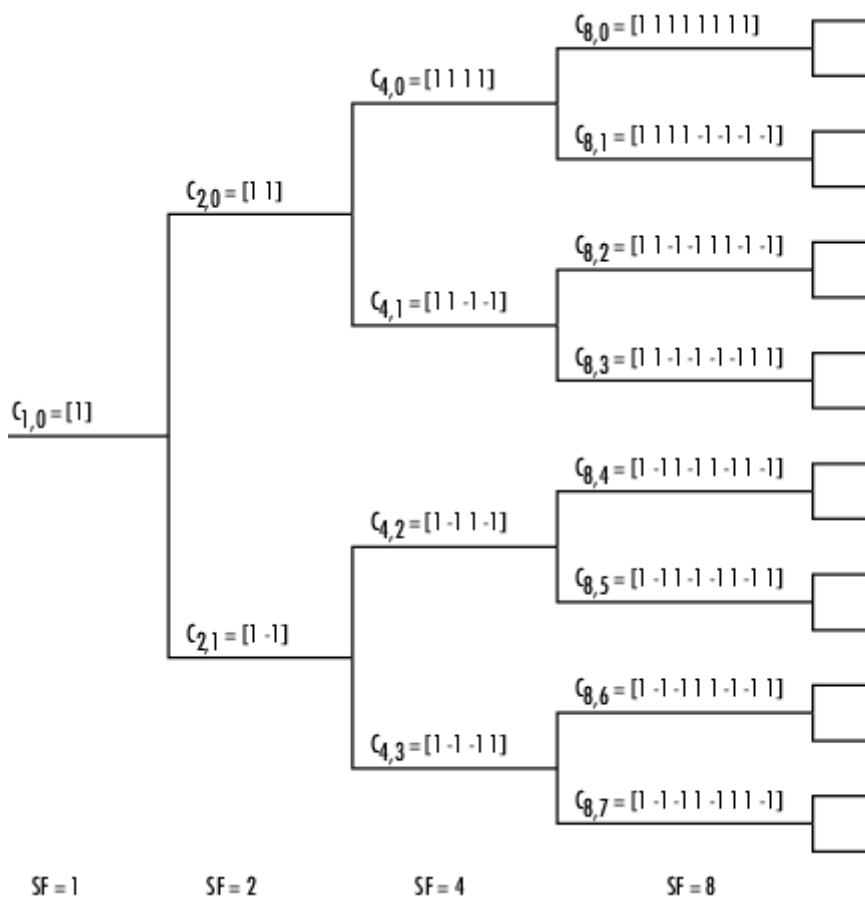 C8,0 = [1 1 1 1 1 1 1 1]
C4,0 = [1 1 1 1]
C8,1 = [1 1 1 1 -1 -1 -1 -1]
C2,0 = [1 1]
C8,2 = [1 1 -1 -1 1 1 -1 -1]
C4,1 = [1 1 -1 -1]
C8,3 = [1 1 -1 -1 -1 -1 1 1]
C1,0 = [1]
C8,4 = [1 -1 1 -1 1 -1 1 -1]
C4,2 = [1 -1 1 -1]
C8,5 = [1 -1 1 -1 -1 1 -1 1]
C2,1 = [1 -1]
C8,6 = [1 -1 -1 1 1 -1 -1 1]
C4,3 = [1 -1 -1 1]
C8,7 = [1 -1 -1 1 -1 1 1 -1]
SF = 1 SF = 2 SF = 4 SF = 8